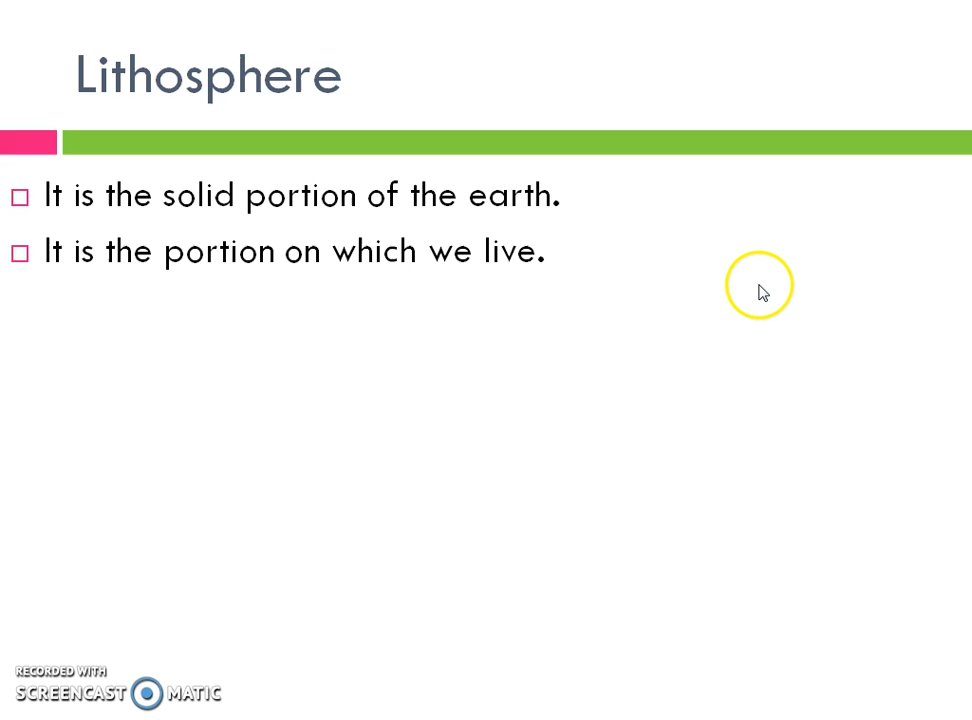 Lithosphere
It is the solid portion of the earth.
It is the portion on which we live.
RECORDED WITH
SCREENCAST MATIC